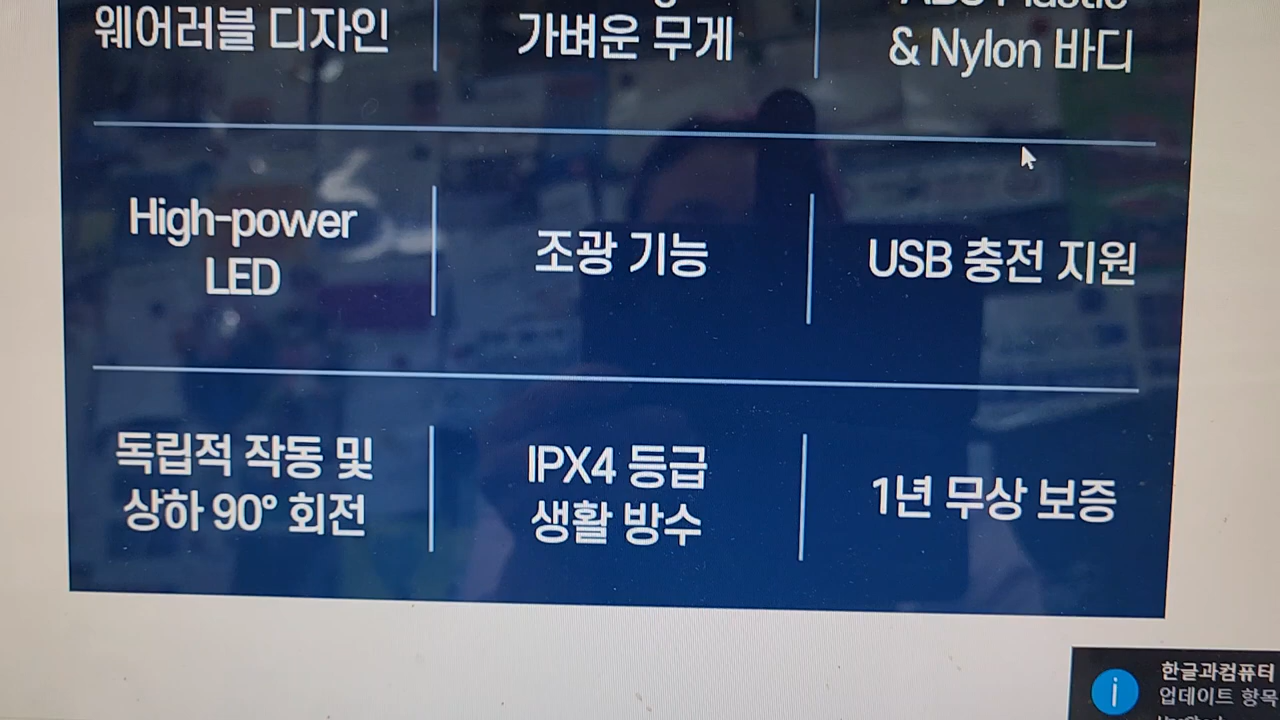 웨어러블 디자인
가벼운 무게
& Nylon 바디
High-power
LED
조광 기능
USB 충전 지원
독립적 작동 및
상하 90° 회전
IPX4 등급
생활 방수
1년 무상 보증
한글과컴퓨터
업데이트 항목